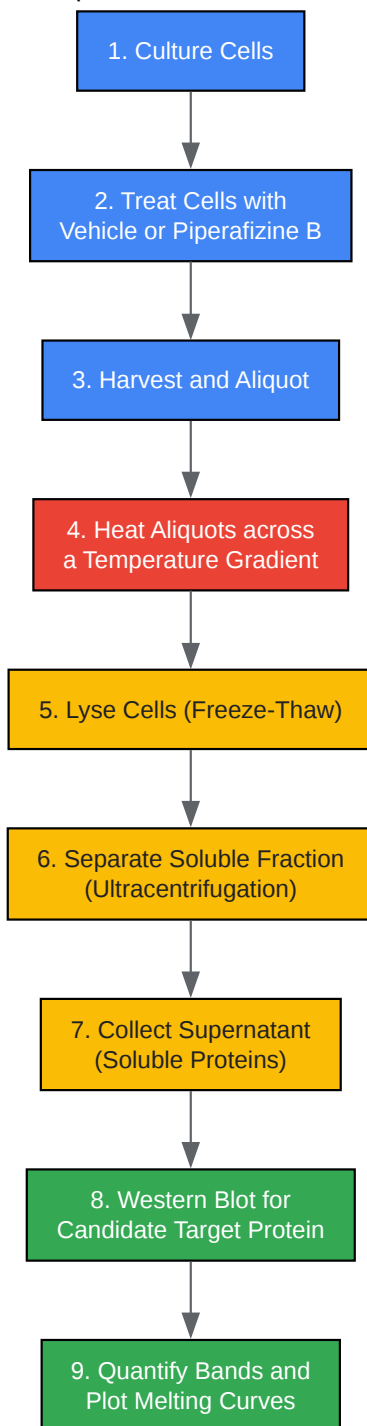 1. Culture Cells
2. Treat Cells with
Vehicle or Piperafizine B
3. Harvest and Aliquot
4. Heat Aliquots across
a Temperature Gradient
5. Lyse Cells (Freeze-Thaw)
6. Separate Soluble Fraction
(Ultracentrifugation)
7. Collect Supernatant
(Soluble Proteins)
8. Western Blot for
Candidate Target Protein
9. Quantify Bands and
Plot Melting Curves